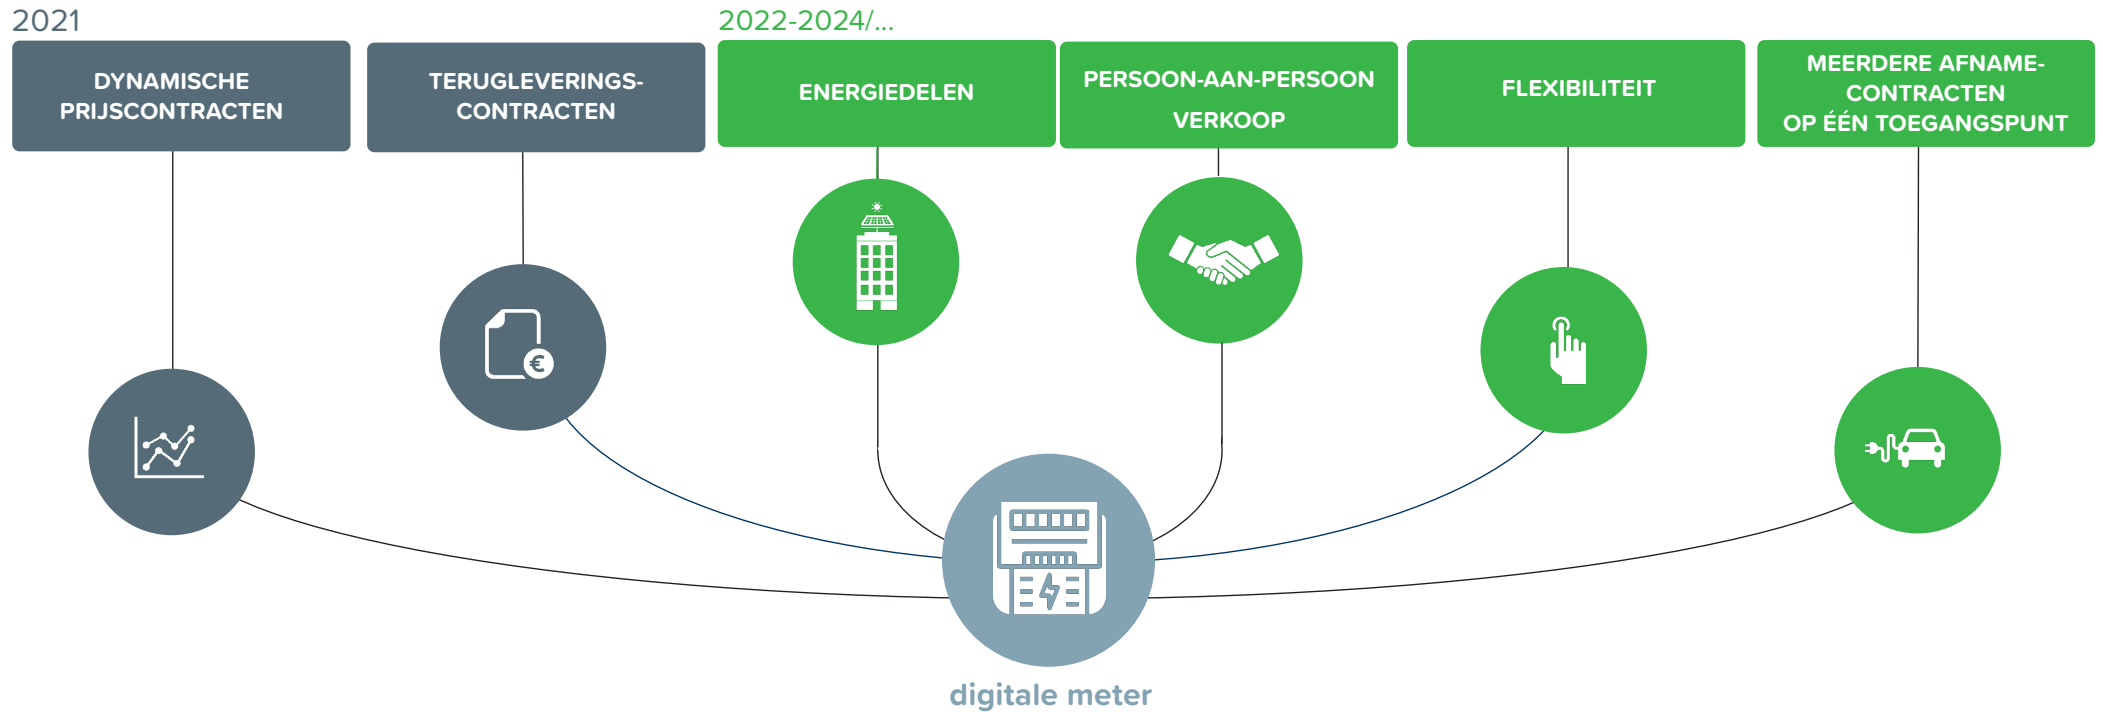 2021
DYNAMISCHE
PRIJSCONTRACTEN
TERUGLEVERINGS-
CONTRACTEN
2022-2024/...
ENERGIEDELEN
PERSOON-AAN-PERSOON
VERKOOP
FLEXIBILITEIT
MEERDERE AFNAME-
CONTRACTEN
OP ÉÉN TOEGANGSPUNT
€
digitale meter